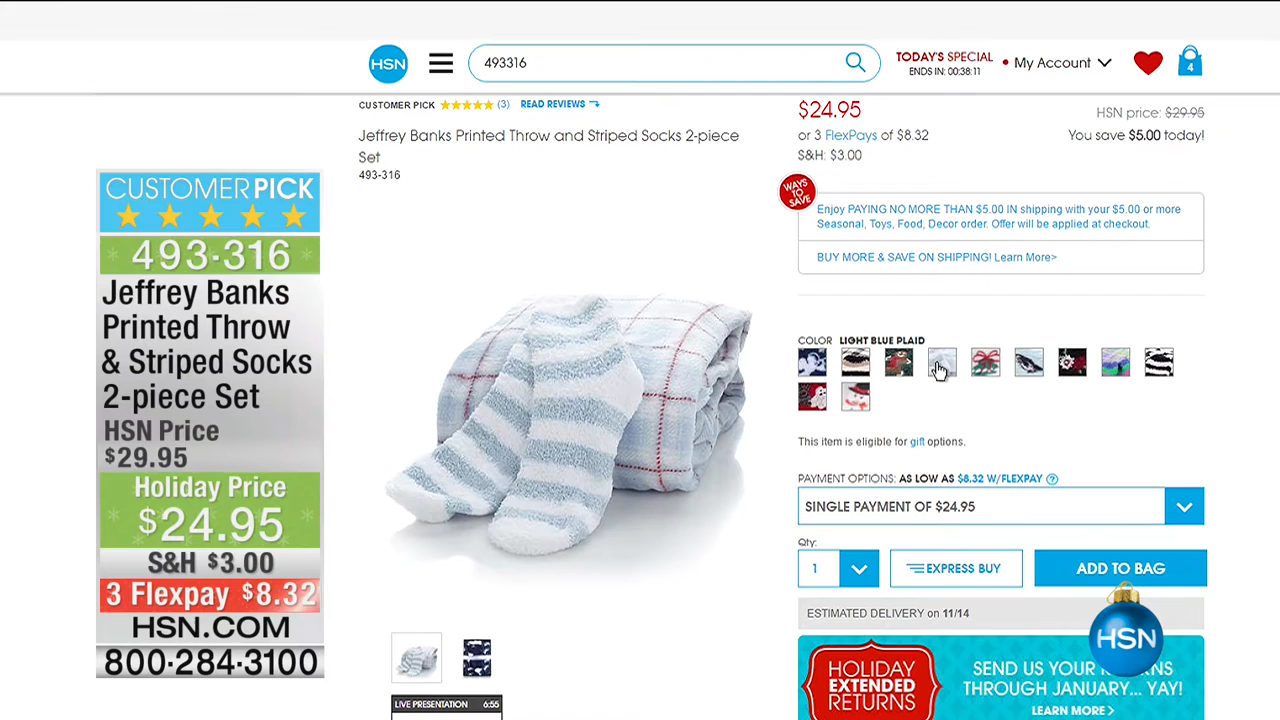 HSN
493316
TODAY'S SPECIAL
ENDS IN: 00:38:11
My Account
4
CUSTOMER PICK (3) READ REVIEWS
Jeffrey Banks Printed Throw and Striped Socks 2-piece
Set
493-316
$24.95
or 3 FlexPays of $8.32
S&H: $3.00
HSN price: $29.95
You save $5.00 today!
WAYS
TO
SAVE
Enjoy PAYING NO MORE THAN $5.00 IN shipping with your $5.00 or more
Seasonal, Toys, Food, Decor order. Offer will be applied at checkout.
BUY MORE & SAVE ON SHIPPING! Learn More>
COLOR LIGHT BLUE PLAID
This item is eligible for gift options.
PAYMENT OPTIONS: AS LOW AS $8.32 W/FLEXPAY ?
SINGLE PAYMENT OF $24.95
Qty:
1
EXPRESS BUY
ADD TO BAG
ESTIMATED DELIVERY on 11/14
HOLIDAY
EXTENDED
RETURNS
SEND US YOUR
THROUGH JANUARY... YAY!
LEARN MORE >
HSN
LIVE PRESENTATION 6:55
CUSTOMERPICK
493-316
Jeffrey Banks
Printed Throw
& Striped Socks
2-piece Set
HSN Price
$29.95
Holiday Price
$24.95
S&H $3.00
3 Flexpay $8.32
HSN.COM
800-284-3100